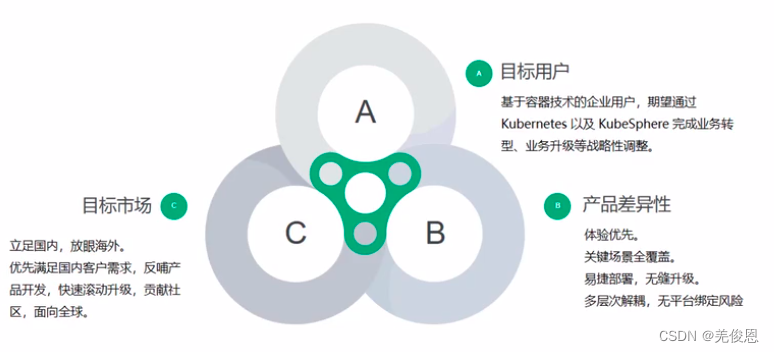 A
A
目标用户
基于容器技术的企业用户，期望通过
Kubernetes 以及 KubeSphere 完成业务转
型、业务升级等战略性调整。
目标市场
C
立足国内，放眼海外。
优先满足国内客户需求，反哺产
品开发，快速滚动升级，贡献社
区，面向全球。
C
B
B
产品差异性
体验优先。
关键场景全覆盖。
易捷部署，无缝升级。
多层次解耦，无平台绑定风险
CSDN @羌俊恩